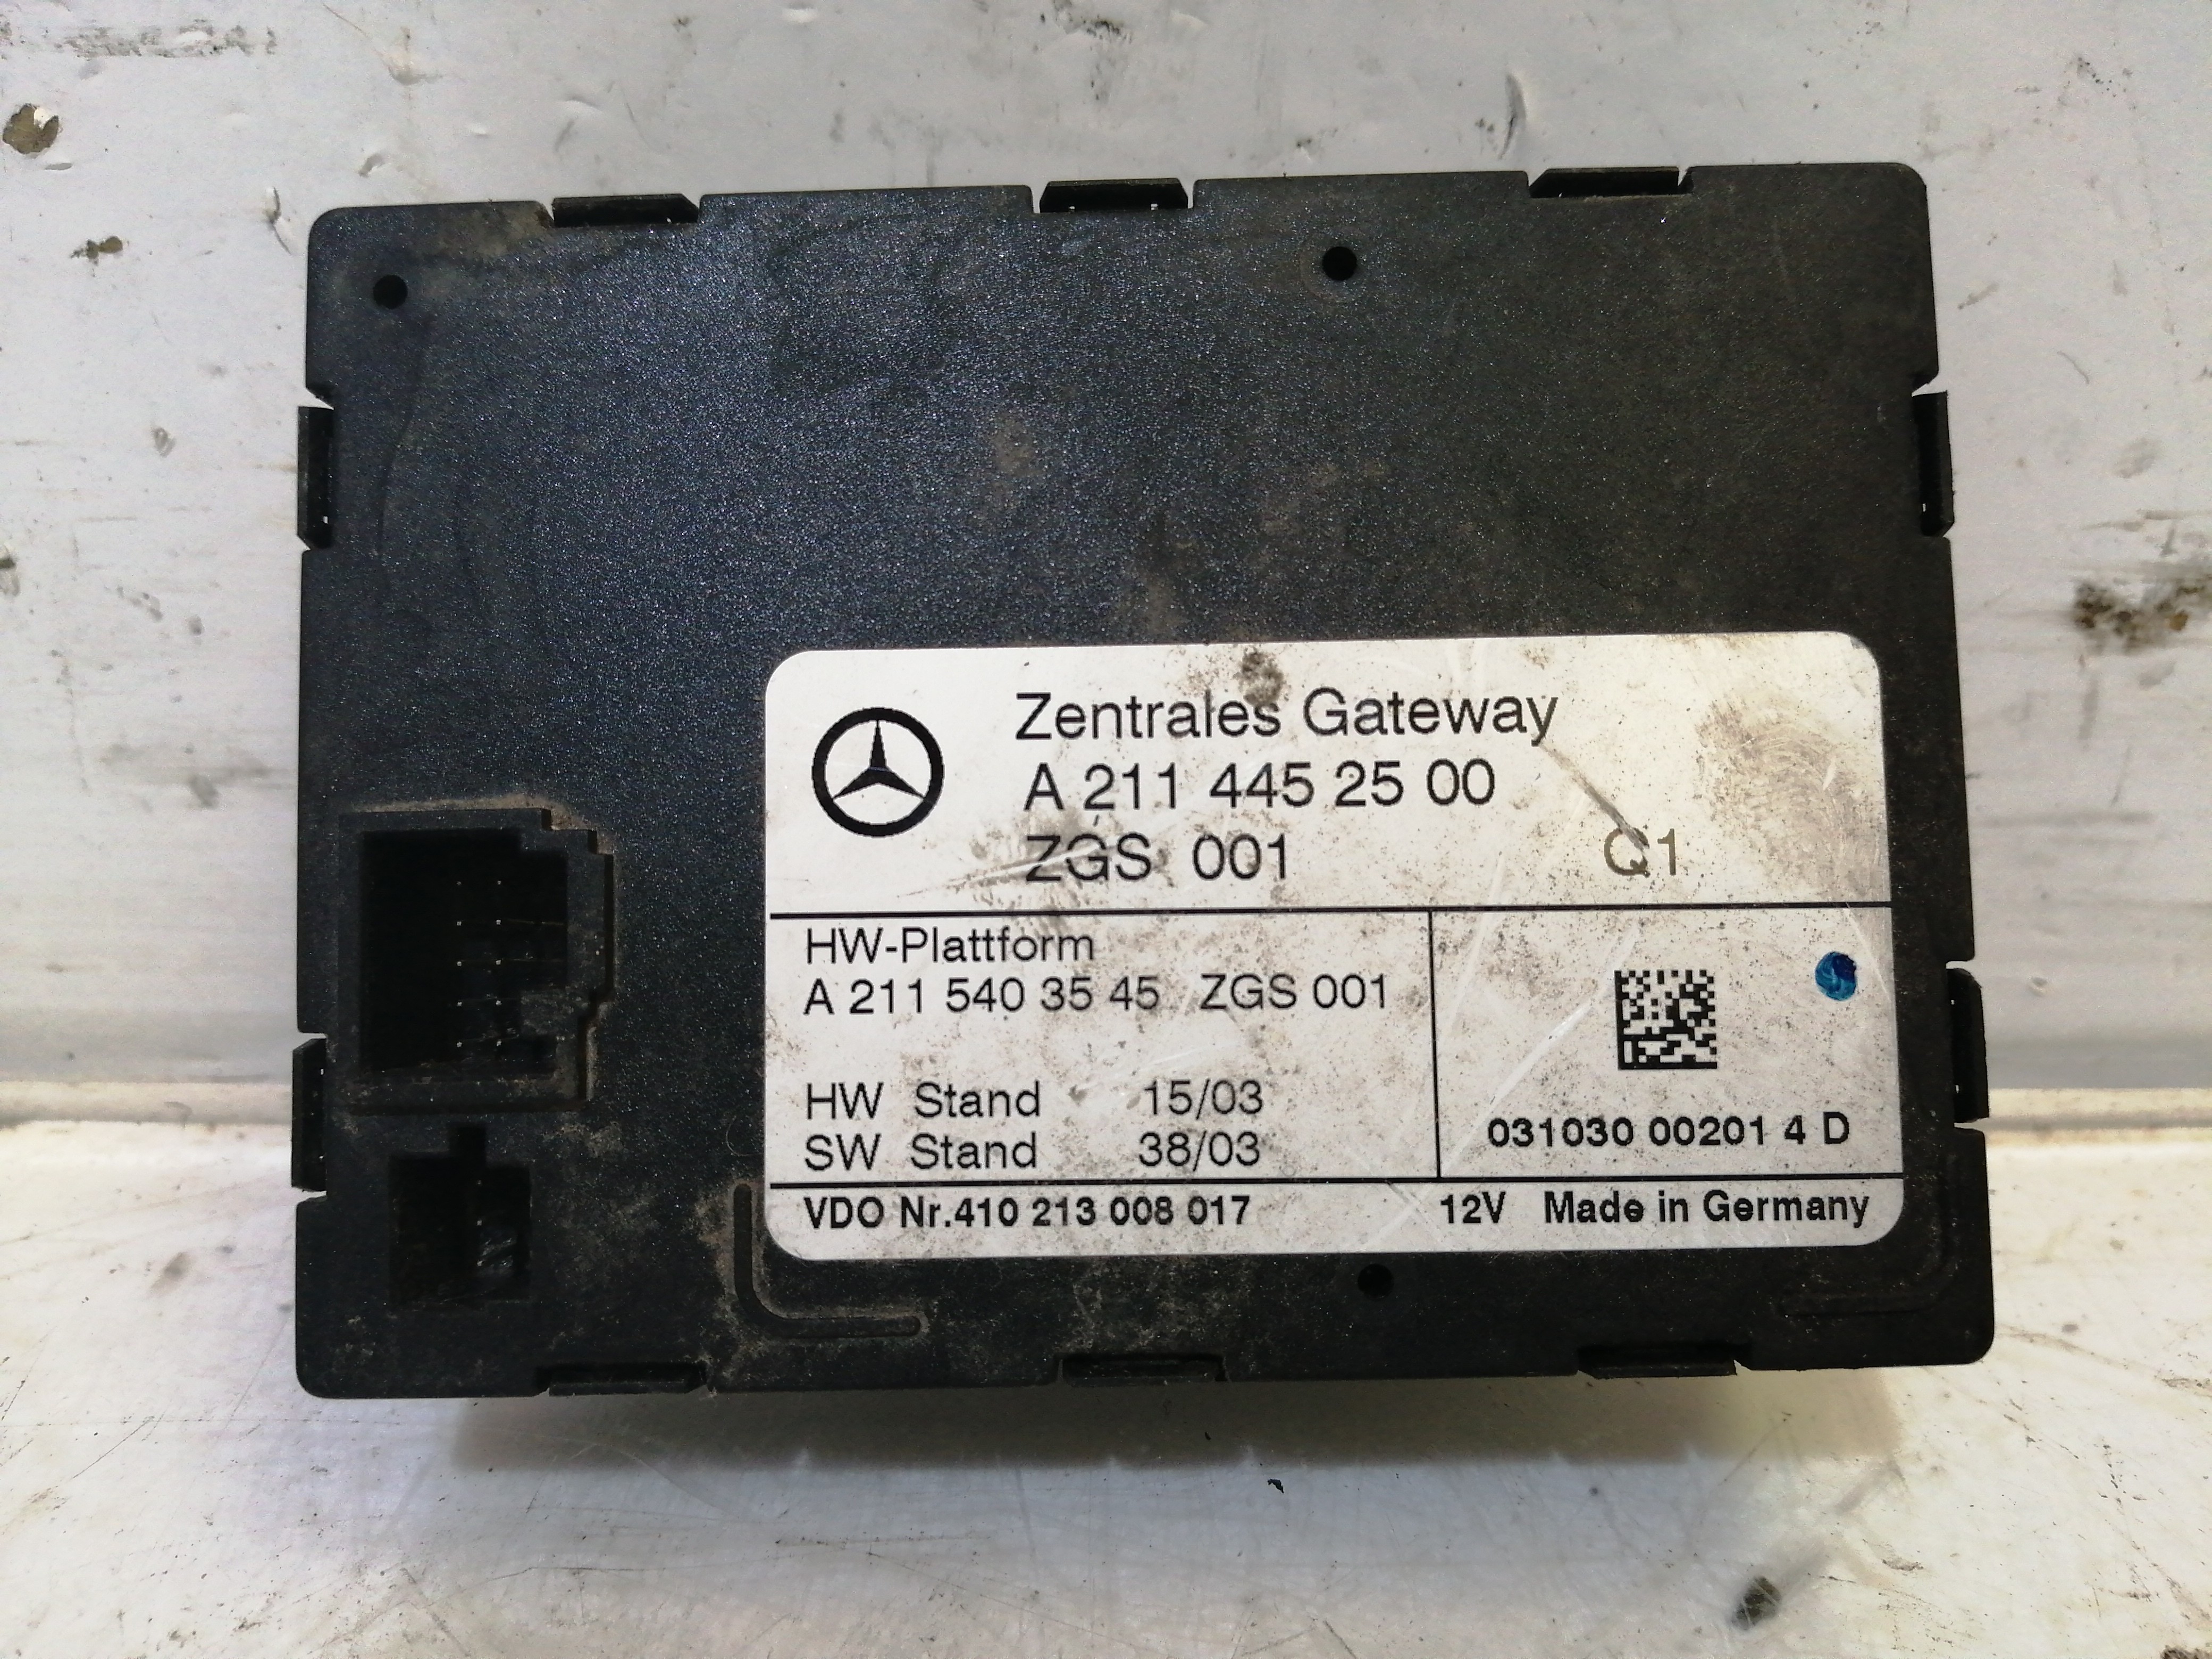 Zentrales Gateway
A 211 445 25 00
ZGS 001 Q1
HW-Plattform
A 211 540 35 45 ZGS 001
HW Stand 15/03
SW Stand 38/03
031030 00201 4 D
VDO Nr.410 213 008 017 12V Made in Germany